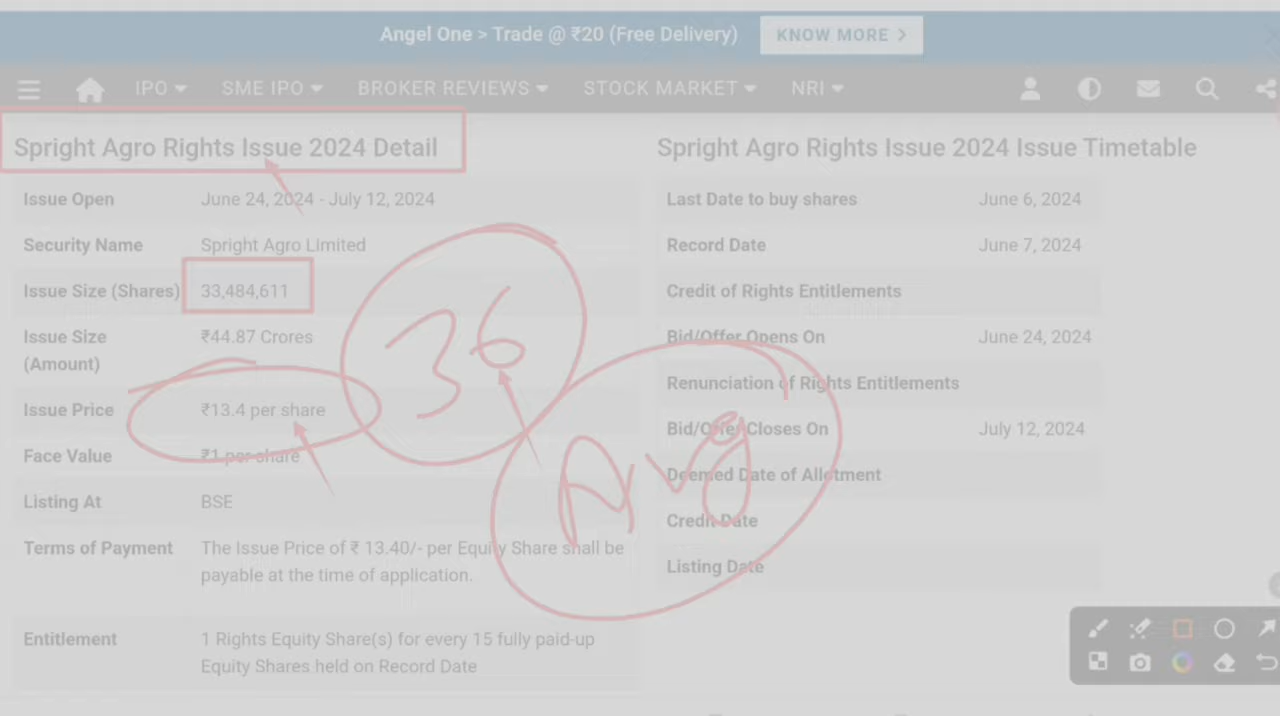 Angel One > Trade @ ₹20 (Free Delivery) KNOW MORE >
IPO SME IPO BROKER REVIEWS STOCK MARKET NRI
Spright Agro Rights Issue 2024 Detail
Issue Open June 24, 2024 - July 12, 2024
Security Name Spright Agro Limited
Issue Size (Shares) 33,484,611
Issue Size
(Amount) ₹44.87 Crores
Issue Price ₹13.4 per share
Face Value ₹1 per share
Listing At BSE
Terms of Payment The Issue Price of ₹ 13.40/- per Equity Share shall be
payable at the time of application.
Entitlement 1 Rights Equity Share(s) for every 15 fully paid-up
Equity Shares held on Record Date
36
Avg
Spright Agro Rights Issue 2024 Issue Timetable
Last Date to buy shares June 6, 2024
Record Date June 7, 2024
Credit of Rights Entitlements
Bid/Offer Opens On June 24, 2024
Renunciation of Rights Entitlements
Bid/Offer Closes On July 12, 2024
Deemed Date of Allotment
Credit Date
Listing Date